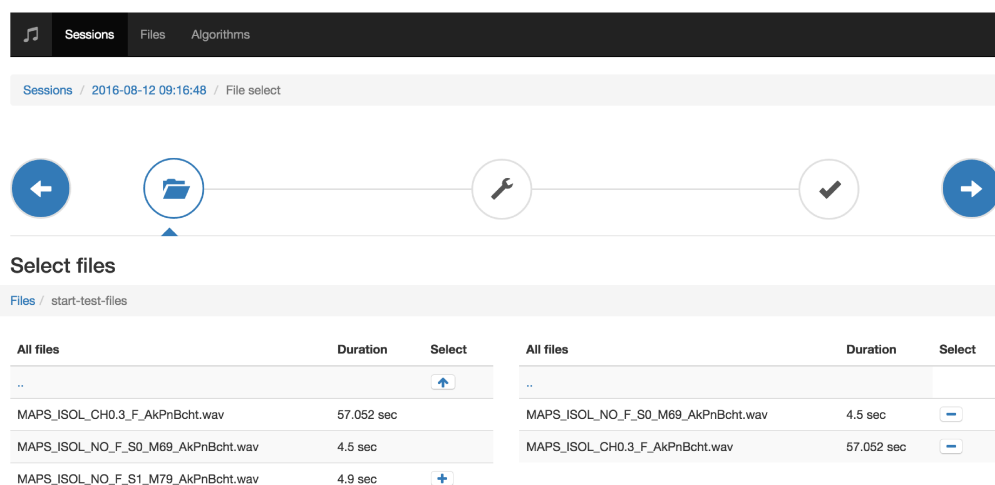 Sessions Files Algorithms
Sessions / 2016-08-12 09:16:48 / File select
Select files
Files / start-test-files
All files Duration Select All files Duration Select
.. ..
MAPS_ISOL_CH0.3_F_AkPnBcht.wav 57.052 sec MAPS_ISOL_NO_F_S0_M69_AkPnBcht.wav 4.5 sec
MAPS_ISOL_NO_F_S0_M69_AkPnBcht.wav 4.5 sec MAPS_ISOL_CH0.3_F_AkPnBcht.wav 57.052 sec
MAPS_ISOL_NO_F_S1_M79_AkPnBcht.wav 4.9 sec